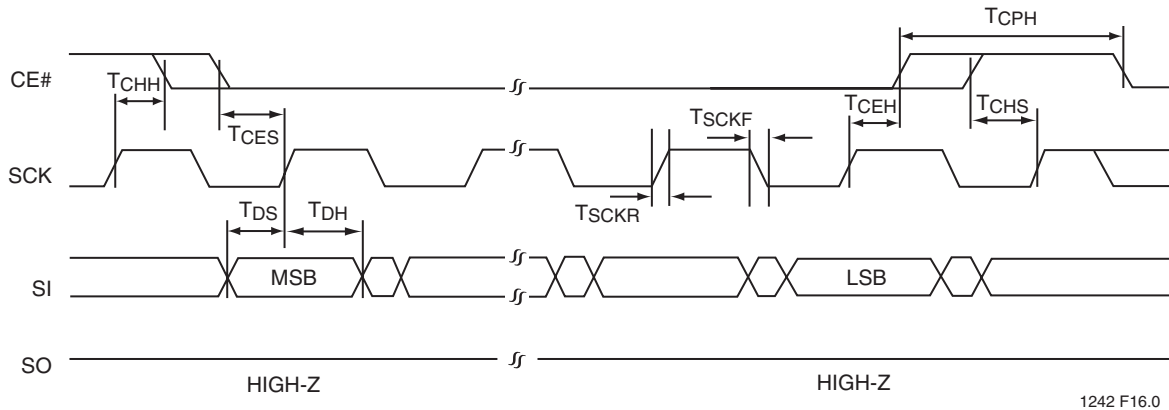 TCPH
CE#
TCHH
TCES
TSCKF
TCEH
TCHS
SCK
TSCKR
TDS
TDH
SI
MSB
LSB
SO
HIGH-Z
HIGH-Z
1242 F16.0